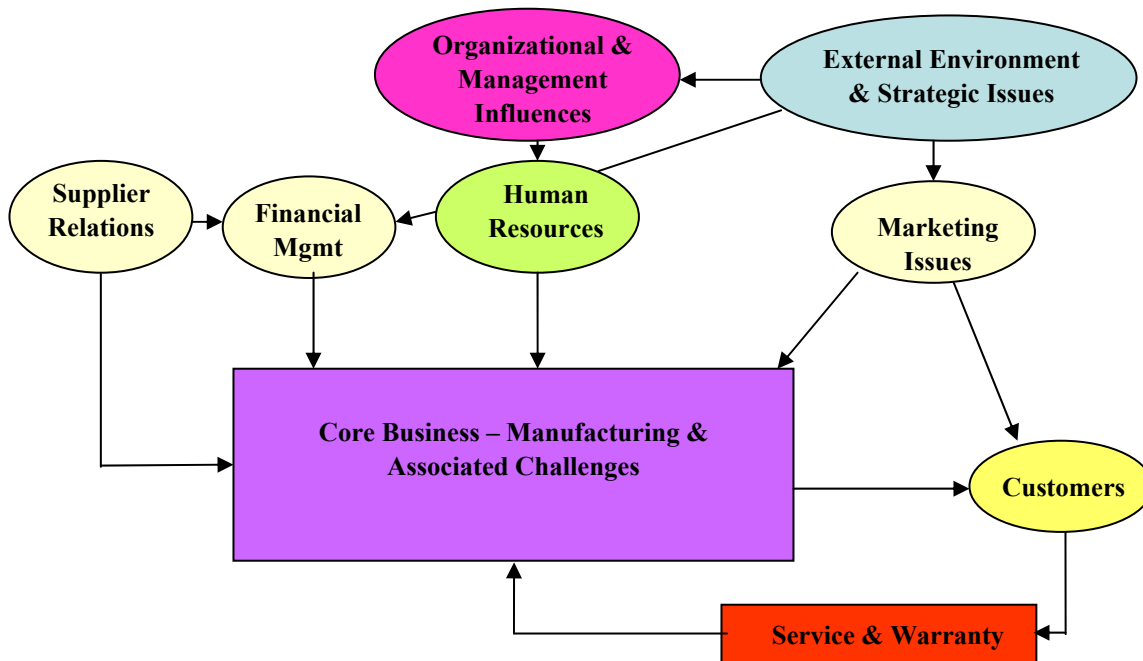 Organizational &
Management
Influences
External Environment
& Strategic Issues
Supplier
Relations
Financial
Mgmt
Human
Resources
Marketing
Issues
Core Business – Manufacturing &
Associated Challenges
Customers
Service & Warranty